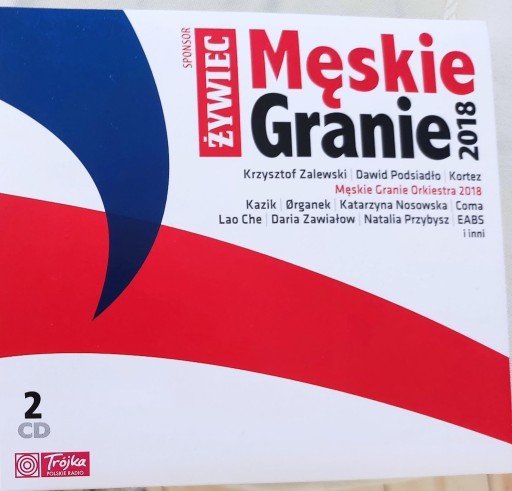 SPONSOR
ŻYWIEC
Męskie
Granie
2018
Krzysztof Zalewski | Dawid Podsiadło | Kortez
Męskie Granie Orkiestra 2018
Kazik | Ørganek | Katarzyna Nosowska | Coma
Lao Che | Daria Zawiałow | Natalia Przybysz | EABS
i inni
2
CD
Trójka
POLSKIE RADIO